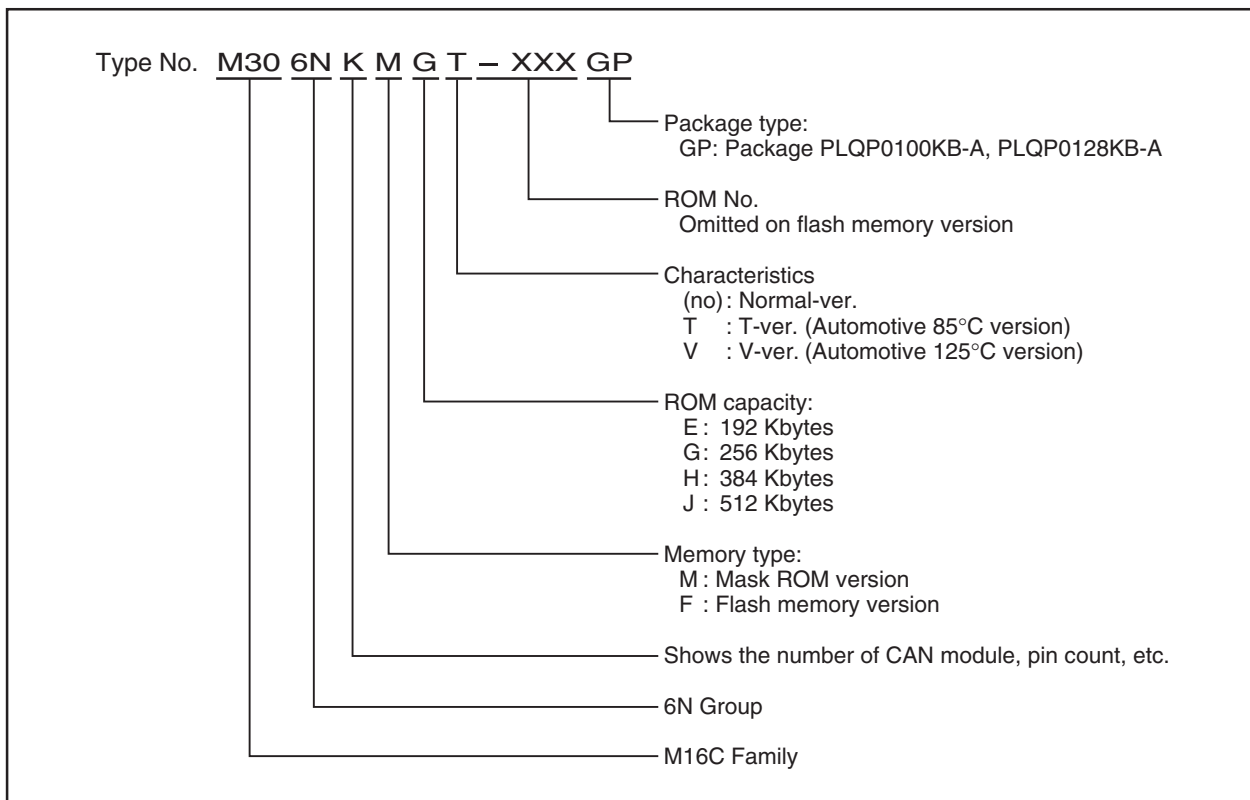 Type No. M30 6N K M G T – XXX GP
Package type:
GP: Package PLQP0100KB-A, PLQP0128KB-A
ROM No.
Omitted on flash memory version
Characteristics
(no) : Normal-ver.
T : T-ver. (Automotive 85°C version)
V : V-ver. (Automotive 125°C version)
ROM capacity:
E : 192 Kbytes
G: 256 Kbytes
H : 384 Kbytes
J : 512 Kbytes
Memory type:
M : Mask ROM version
F : Flash memory version
Shows the number of CAN module, pin count, etc.
6N Group
M16C Family